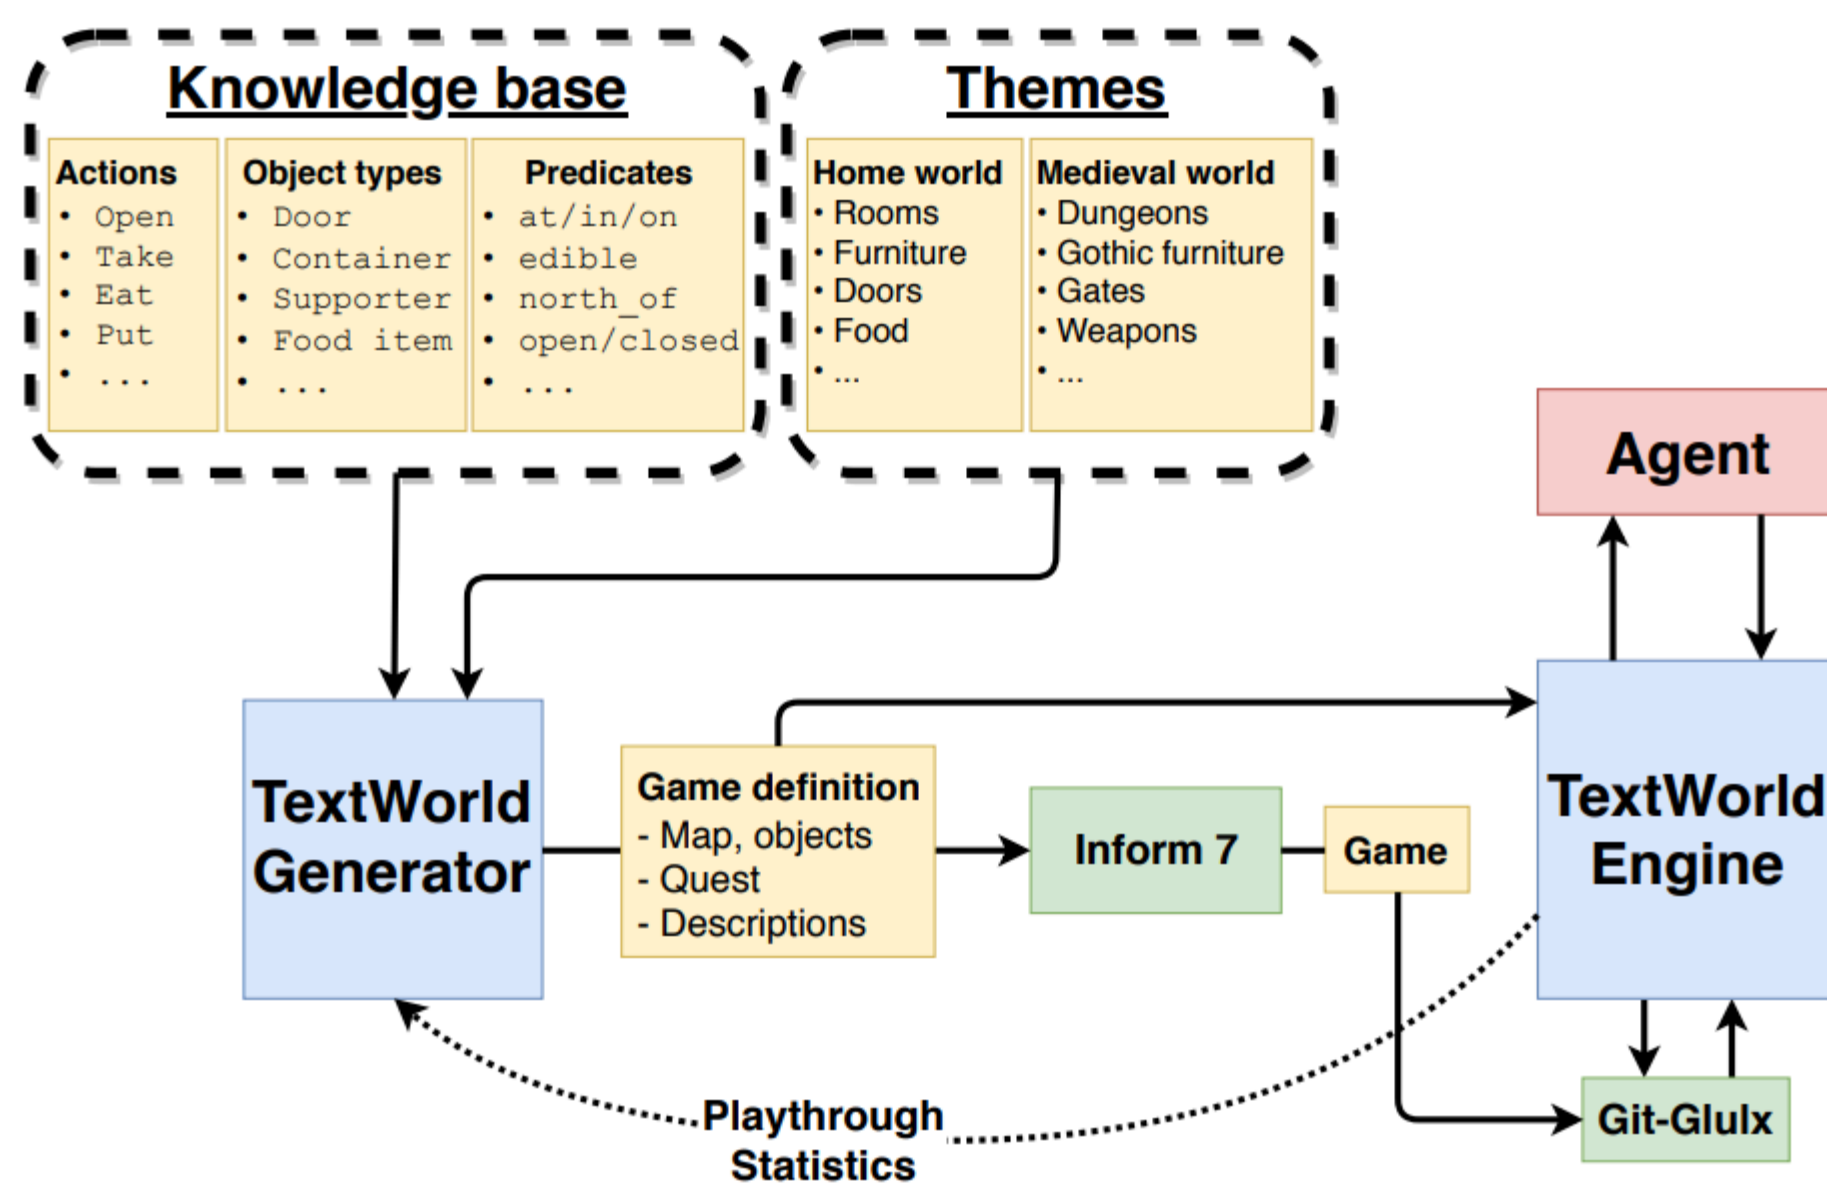 Knowledge base
Actions
• Open
• Take
• Eat
• Put
• ...
Object types
• Door
• Container
• Supporter
• Food item
• ...
Predicates
• at/in/on
• edible
• north_of
• open/closed
• ...
Themes
Home world
• Rooms
• Furniture
• Doors
• Food
• ...
Medieval world
• Dungeons
• Gothic furniture
• Gates
• Weapons
• ...
Agent
TextWorld
Generator
Game definition
- Map, objects
- Quest
- Descriptions
Inform 7
Game
TextWorld
Engine
Git-Glulx
Playthrough
Statistics